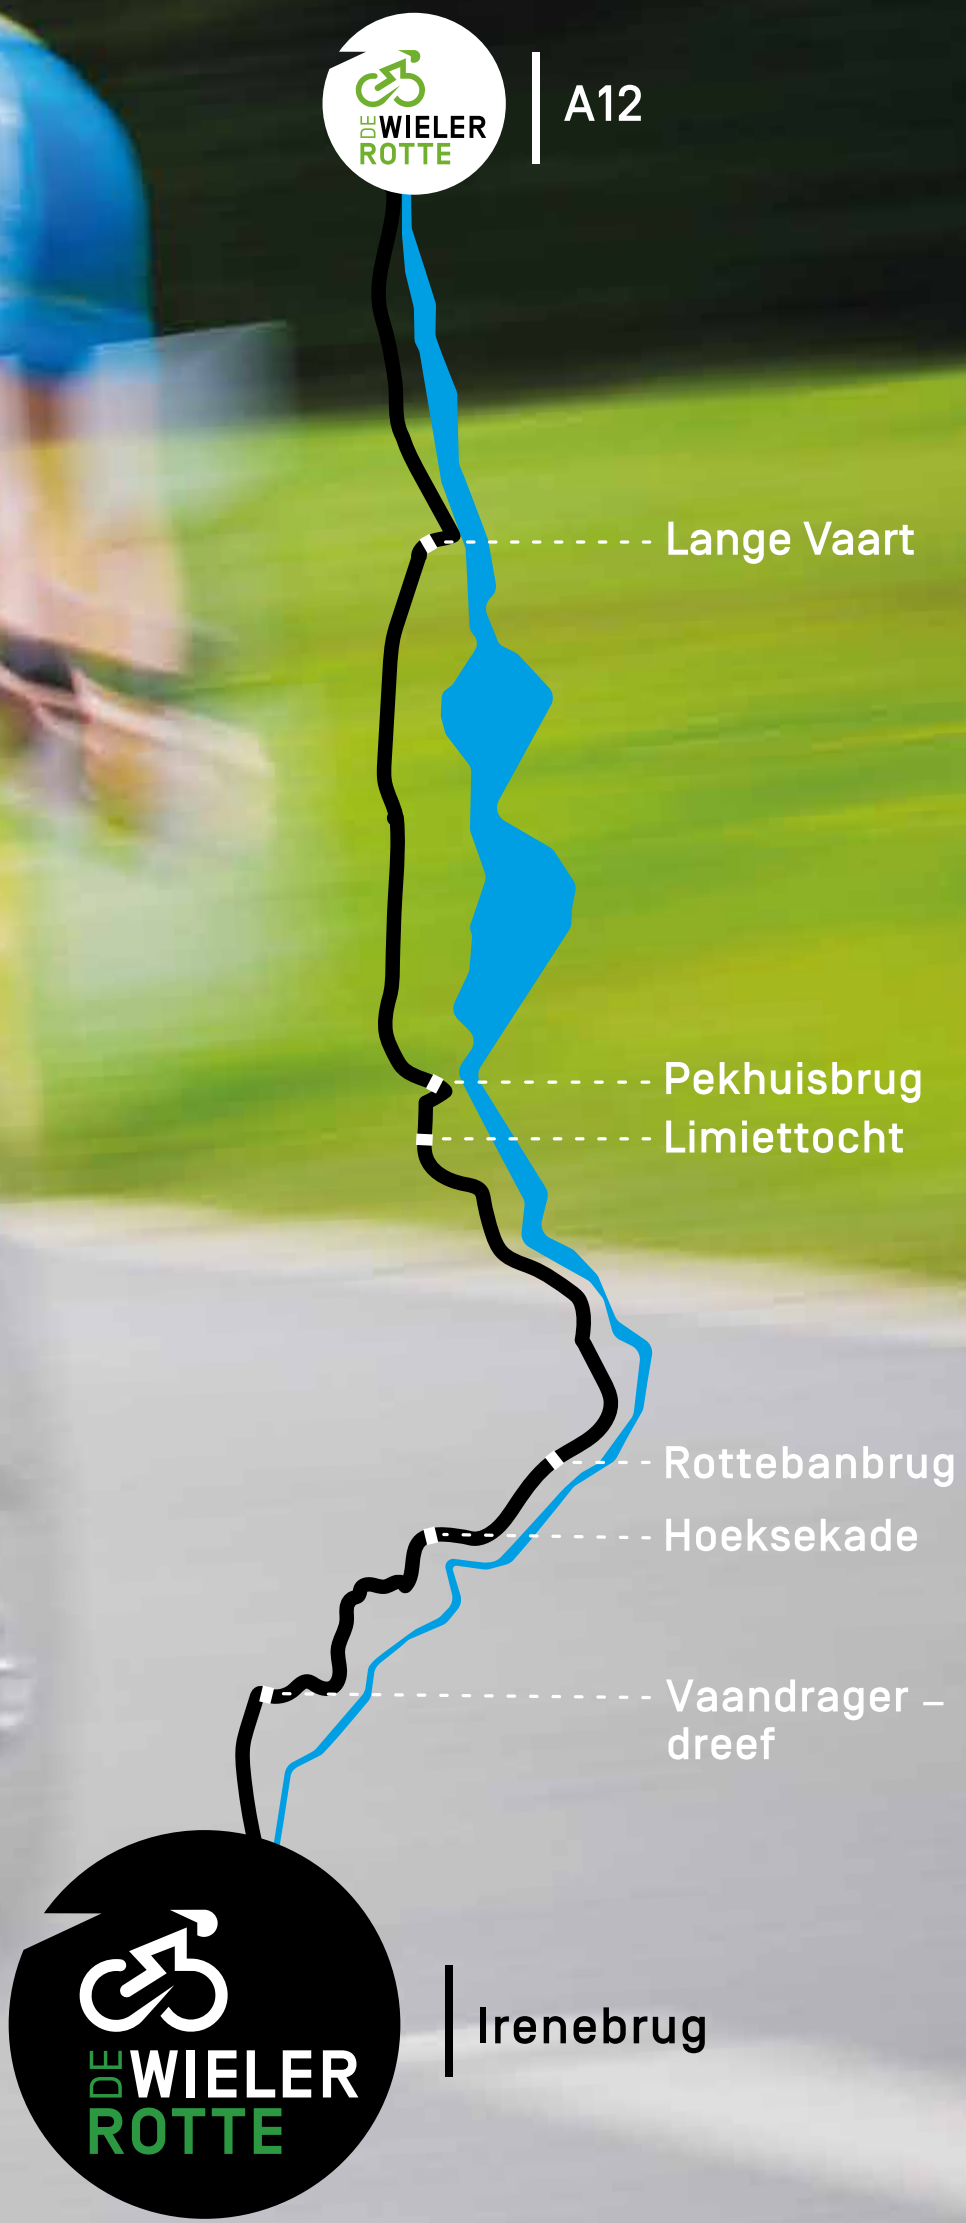 DE WIELER
ROTTE
A12
Lange Vaart
Pekhuisbrug
Limiettocht
Rottebanbrug
Hoeksekade
Vaandrager –
dreef
Irenebrug
DE WIELER
ROTTE